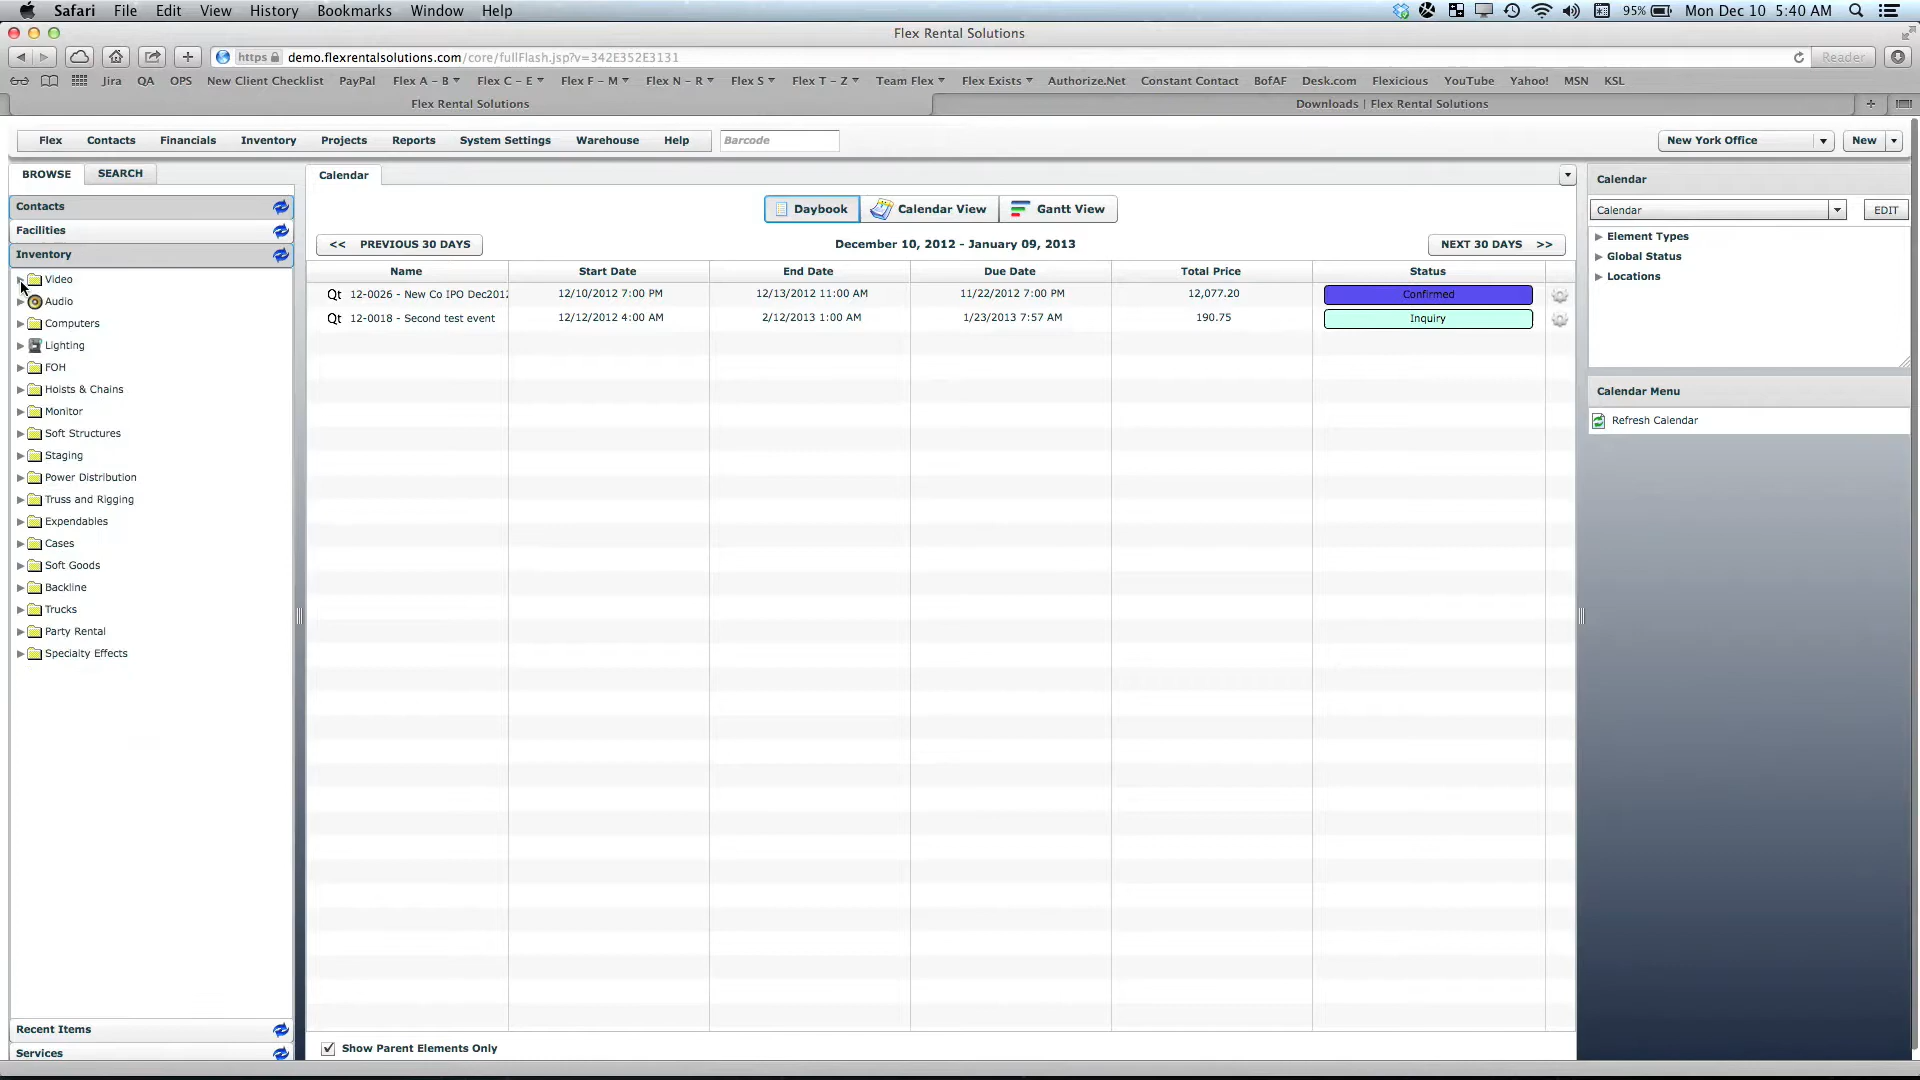 Safari File Edit View History Bookmarks Window Help 95% Mon Dec 10 5:40 AM
Flex Rental Solutions
https demo.flexrentalsolutions.com/core/fullFlash.jsp?v=342E352E3131 Reader
Jira QA OPS New Client Checklist PayPal Flex A – B Flex C – E Flex F – M Flex N – R Flex S Flex T – Z Team Flex Flex Exists Authorize.Net Constant Contact BofAF Desk.com Flexicious YouTube Yahoo! MSN KSL
Flex Rental Solutions Downloads | Flex Rental Solutions +
Flex Contacts Financials Inventory Projects Reports System Settings Warehouse Help Barcode New York Office New
BROWSE SEARCH
Contacts
Facilities
Inventory
Video
Audio
Computers
Lighting
FOH
Hoists & Chains
Monitor
Soft Structures
Staging
Power Distribution
Truss and Rigging
Expendables
Cases
Soft Goods
Backline
Trucks
Party Rental
Specialty Effects
Recent Items
Services
Calendar
Daybook Calendar View Gantt View
<< PREVIOUS 30 DAYS December 10, 2012 - January 09, 2013 NEXT 30 DAYS >>
Name Start Date End Date Due Date Total Price Status
Qt 12-0026 - New Co IPO Dec2012 12/10/2012 7:00 PM 12/13/2012 11:00 AM 11/22/2012 7:00 PM 12,077.20 Confirmed
Qt 12-0018 - Second test event 12/12/2012 4:00 AM 2/12/2013 1:00 AM 1/23/2013 7:57 AM 190.75 Inquiry
Show Parent Elements Only
Calendar
Calendar EDIT
Element Types
Global Status
Locations
Calendar Menu
Refresh Calendar